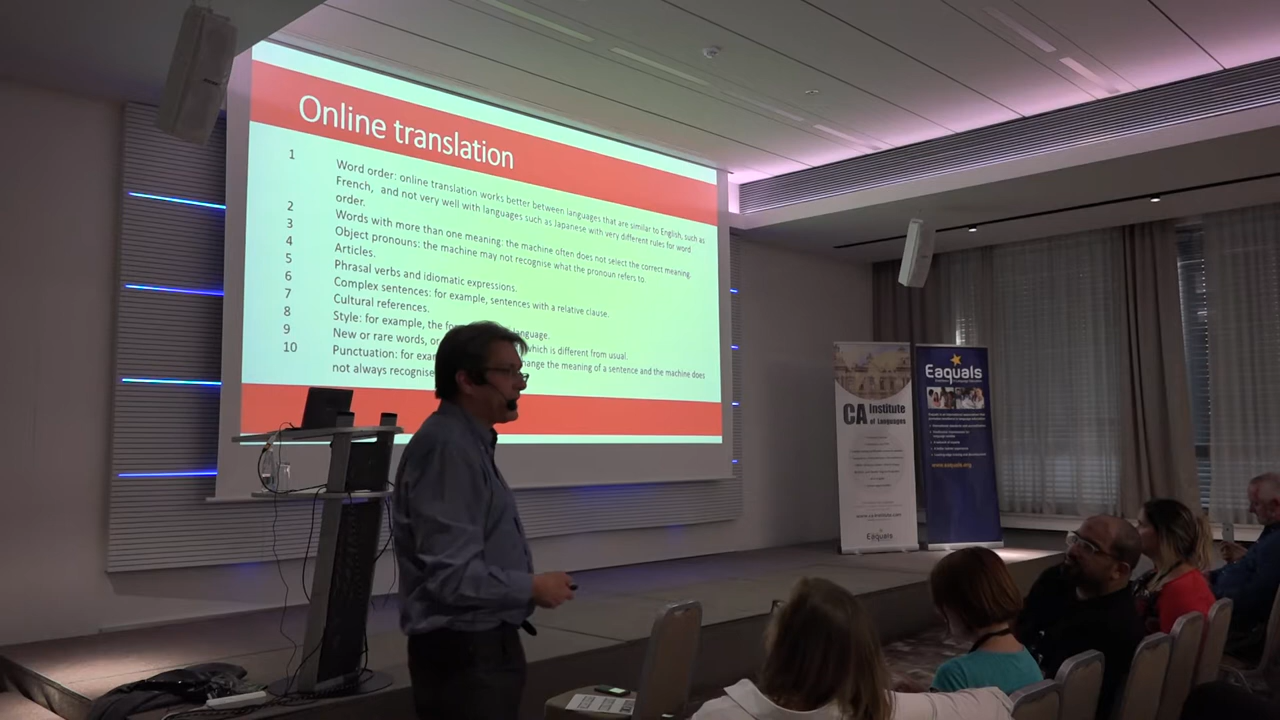 Online translation
1 Word order: online translation works better between languages that are similar to English, such as
French, and not very well with languages such as Japanese with very different rules for word
order.
2 Words with more than one meaning: the machine often does not select the correct meaning.
3 Object pronouns: the machine may not recognise what the pronoun refers to.
4 Articles.
5 Phrasal verbs and idiomatic expressions.
6 Complex sentences: for example, sentences with a relative clause.
7 Cultural references.
8 Style: for example, the language.
9 New or rare words, or which is different from usual.
10 Punctuation: for change the meaning of a sentence and the machine does
not always recognise
CA Institute
of Languages
Eaquals
Eaquals
www.eaquals.org